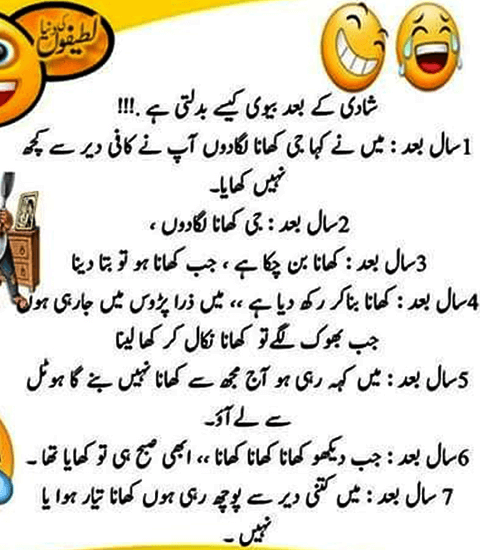 لطیفوں کی دنیا
شادی کے بعد بیوی کیسے بدلتی ہے .!!!
1سال بعد : میں نے کہا جی کھانا لگادوں آپ نے کافی دیر سے کچھ
نہیں کھایا۔
2سال بعد : جی کھانا لگادوں ،
3سال بعد : کھانا بن چکا ہے ، جب کھانا ہو تو بتا دینا
4سال بعد : کھانا بناکر رکھ دیا ہے ،، میں ذرا پڑوس میں جارہی ہوں
جب بھوک لگے تو کھانا نکال کر کھا لینا
5سال بعد : میں کہہ رہی ہو آج مجھ سے کھانا نہیں بنے گا ہوٹل
سے لے آؤ۔
6سال بعد : جب دیکھو کھانا کھانا کھانا ،، ابھی صبح ہی تو کھایا تھا ۔
7 سال بعد : میں کتنی دیر سے پوچھ رہی ہوں کھانا تیار ہوا یا
نہیں ۔